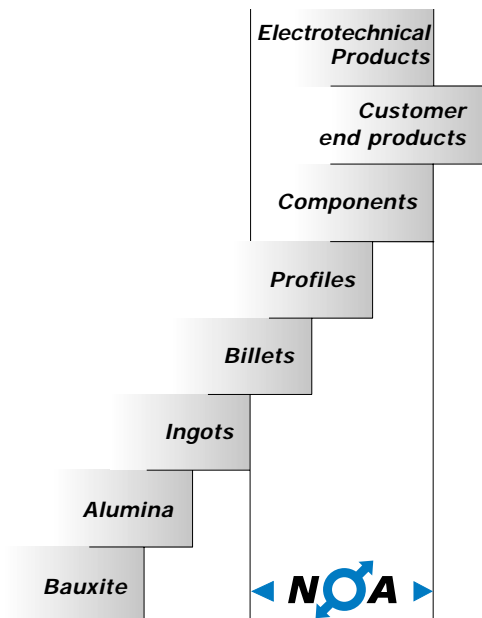 Electrotechnical
Products
Customer
end products
Components
Profiles
Billets
Ingots
Alumina
Bauxite
NOA